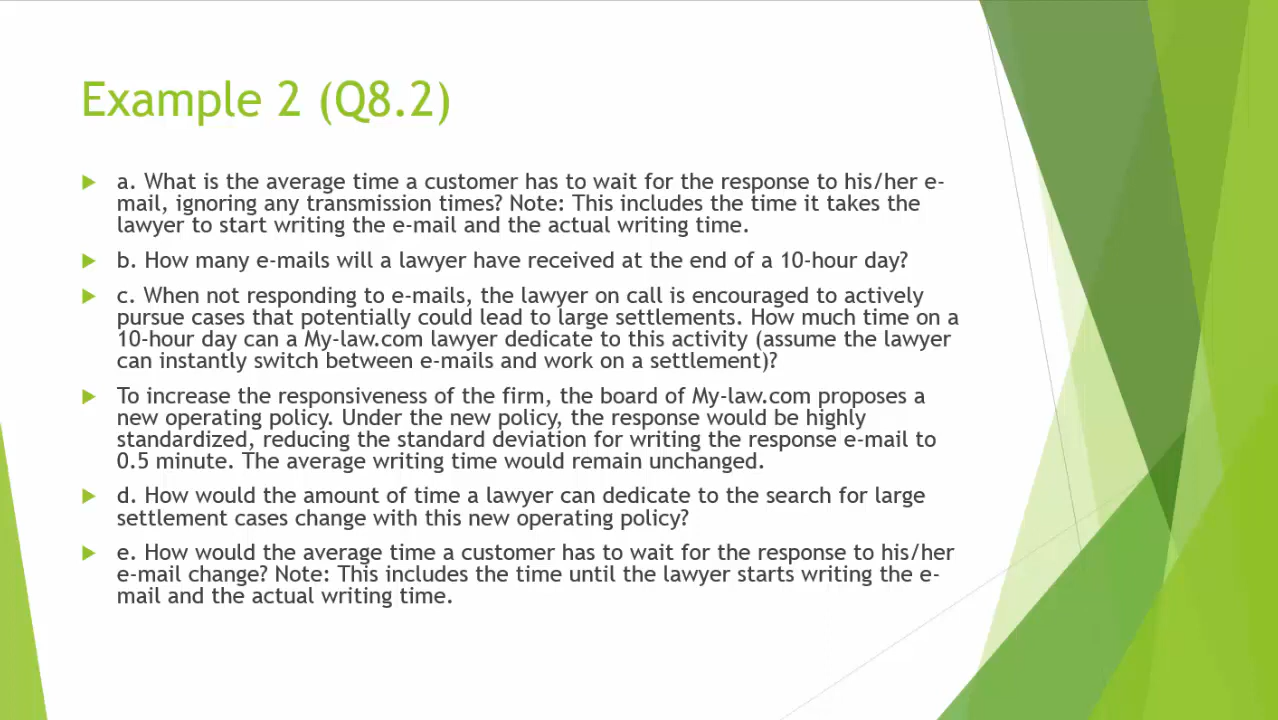 Example 2 (Q8.2)
a. What is the average time a customer has to wait for the response to his/her e-
mail, ignoring any transmission times? Note: This includes the time it takes the
lawyer to start writing the e-mail and the actual writing time.
b. How many e-mails will a lawyer have received at the end of a 10-hour day?
c. When not responding to e-mails, the lawyer on call is encouraged to actively
pursue cases that potentially could lead to large settlements. How much time on a
10-hour day can a My-law.com lawyer dedicate to this activity (assume the lawyer
can instantly switch between e-mails and work on a settlement)?
To increase the responsiveness of the firm, the board of My-law.com proposes a
new operating policy. Under the new policy, the response would be highly
standardized, reducing the standard deviation for writing the response e-mail to
0.5 minute. The average writing time would remain unchanged.
d. How would the amount of time a lawyer can dedicate to the search for large
settlement cases change with this new operating policy?
e. How would the average time a customer has to wait for the response to his/her
e-mail change? Note: This includes the time until the lawyer starts writing the e-
mail and the actual writing time.